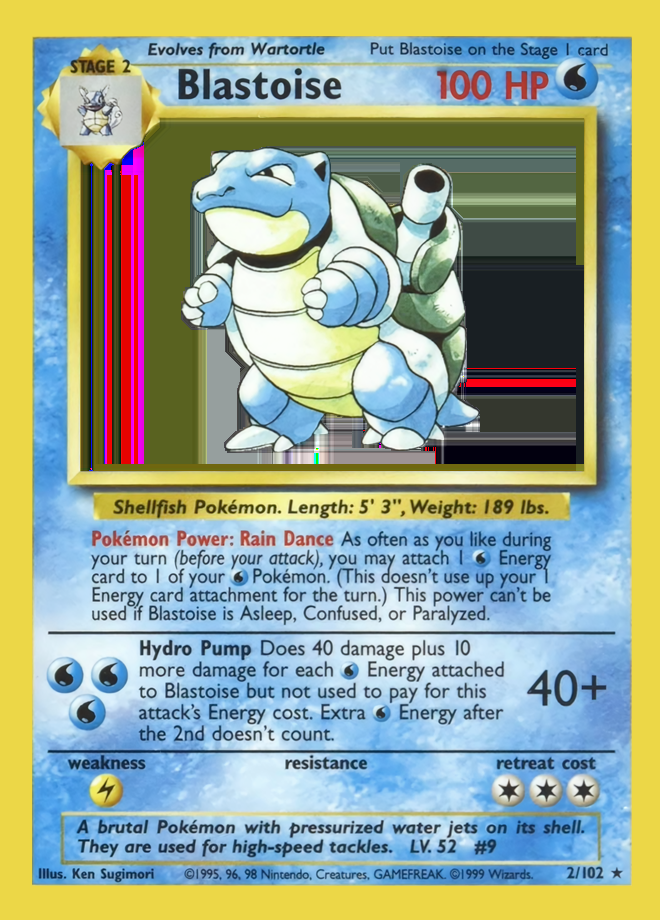 Evolves from Wartortle Put Blastoise on the Stage 1 card
STAGE 2
Blastoise 100 HP
Shellfish Pokémon. Length: 5' 3", Weight: 189 lbs.
Pokémon Power: Rain Dance As often as you like during
your turn (before your attack), you may attach 1 Energy
card to 1 of your Pokémon. (This doesn't use up your 1
Energy card attachment for the turn.) This power can't be
used if Blastoise is Asleep, Confused, or Paralyzed.
Hydro Pump Does 40 damage plus 10
more damage for each Energy attached
to Blastoise but not used to pay for this
attack's Energy cost. Extra Energy after
the 2nd doesn't count.
40+
weakness resistance retreat cost
A brutal Pokémon with pressurized water jets on its shell.
They are used for high-speed tackles. LV. 52 #9
Illus. Ken Sugimori ©1995, 96, 98 Nintendo, Creatures, GAMEFREAK. ©1999 Wizards. 2/102 ★